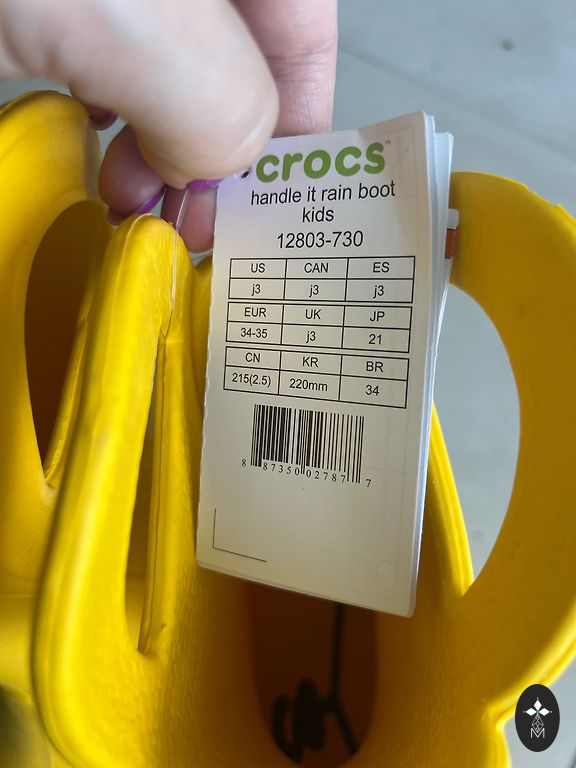 crocs™
handle it rain boot
kids
12803-730
US CAN ES
j3 j3 j3
EUR UK JP
34-35 j3 21
CN KR BR
215(2.5) 220mm 34
8 87350 02787 7
M